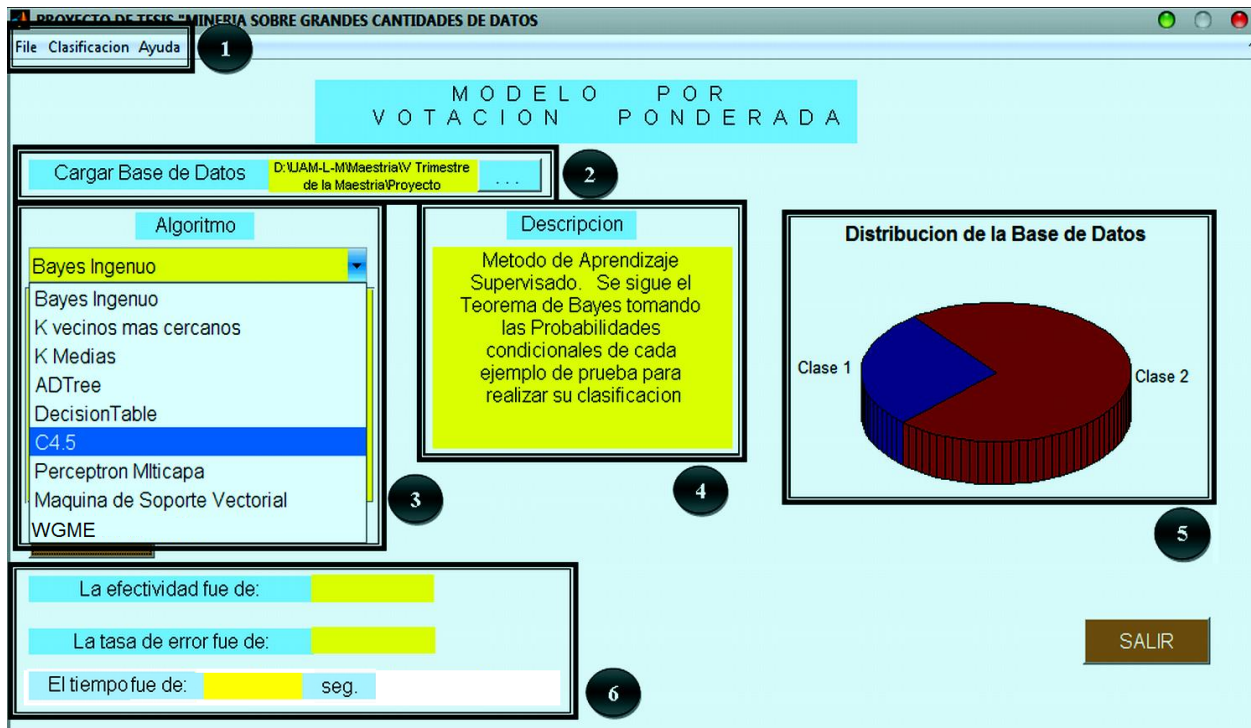 PROYECTO DE TESIS "MINERIA SOBRE GRANDES CANTIDADES DE DATOS
File Clasificacion Ayuda
1
MODELO POR
VOTACION PONDERADA
Cargar Base de Datos
D:\UAM-L-M\Maestria\V Trimestre
de la Maestria\Proyecto
...
2
Algoritmo
Bayes Ingenuo
Bayes Ingenuo
K vecinos mas cercanos
K Medias
ADTree
DecisionTable
C4.5
Perceptron Mlticapa
Maquina de Soporte Vectorial
WGME
3
Descripcion
Metodo de Aprendizaje
Supervisado. Se sigue el
Teorema de Bayes tomando
las Probabilidades
condicionales de cada
ejemplo de prueba para
realizar su clasificacion
4
Distribucion de la Base de Datos
Clase 1
Clase 2
5
La efectividad fue de:
La tasa de error fue de:
El tiempo fue de:
seg.
6
SALIR